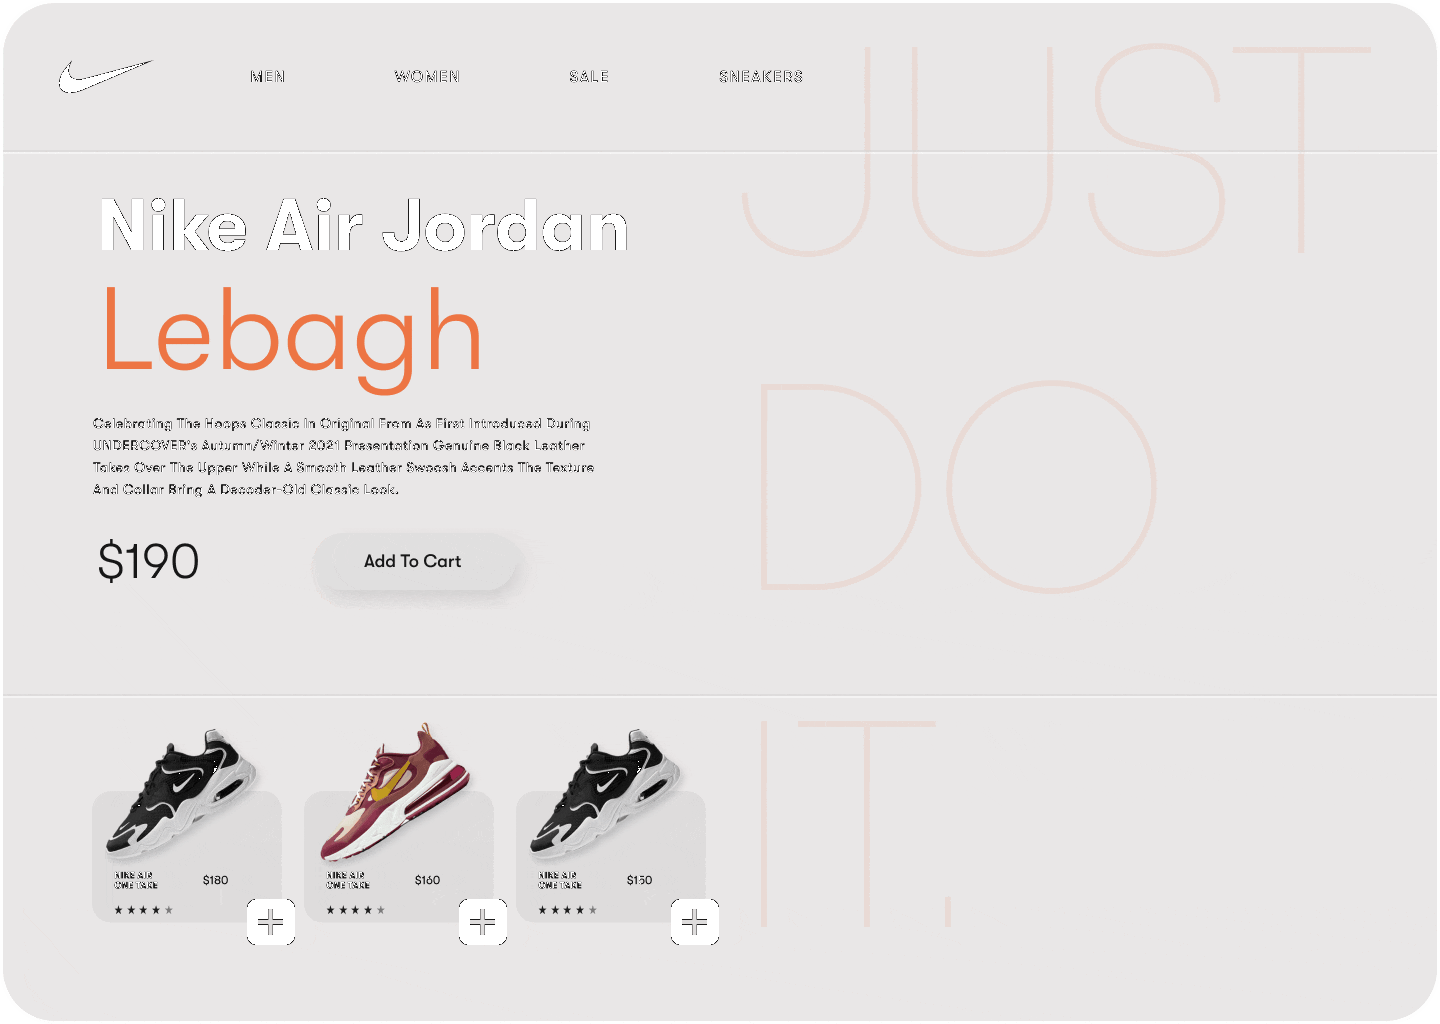 MEN WOMEN SALE SNEAKERS
JUST
Nike Air Jordan
Lebagh
Celebrating The Hoops Classic In Original From As First Introduced During
UNDERCOVER's Autumn/Winter 2021 Presentation Genuine Black Leather
Takes Over The Upper While A Smooth Leather Swoosh Accents The Texture
And Collar Bring A Decoder-Old Classic Look.
DO
$190 Add To Cart
IT.
NIKE AIR
ONE TAKE $180
NIKE AIR
ONE TAKE $160
NIKE AIR
ONE TAKE $150